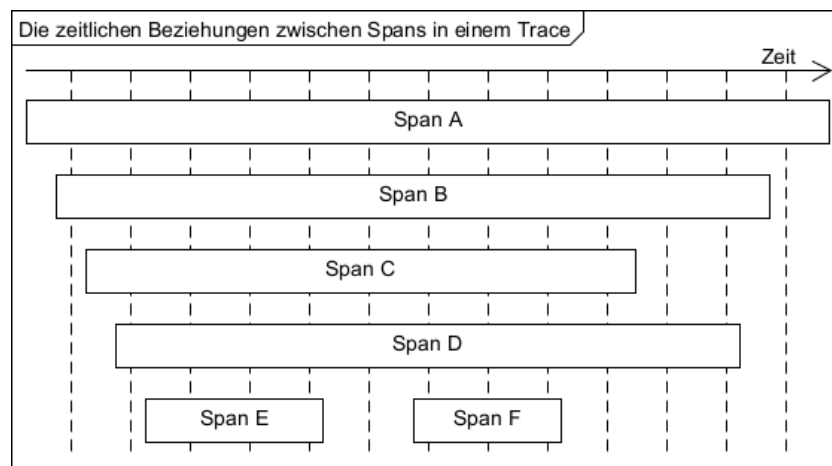 Die zeitlichen Beziehungen zwischen Spans in einem Trace
Zeit
Span A
Span B
Span C
Span D
Span E
Span F